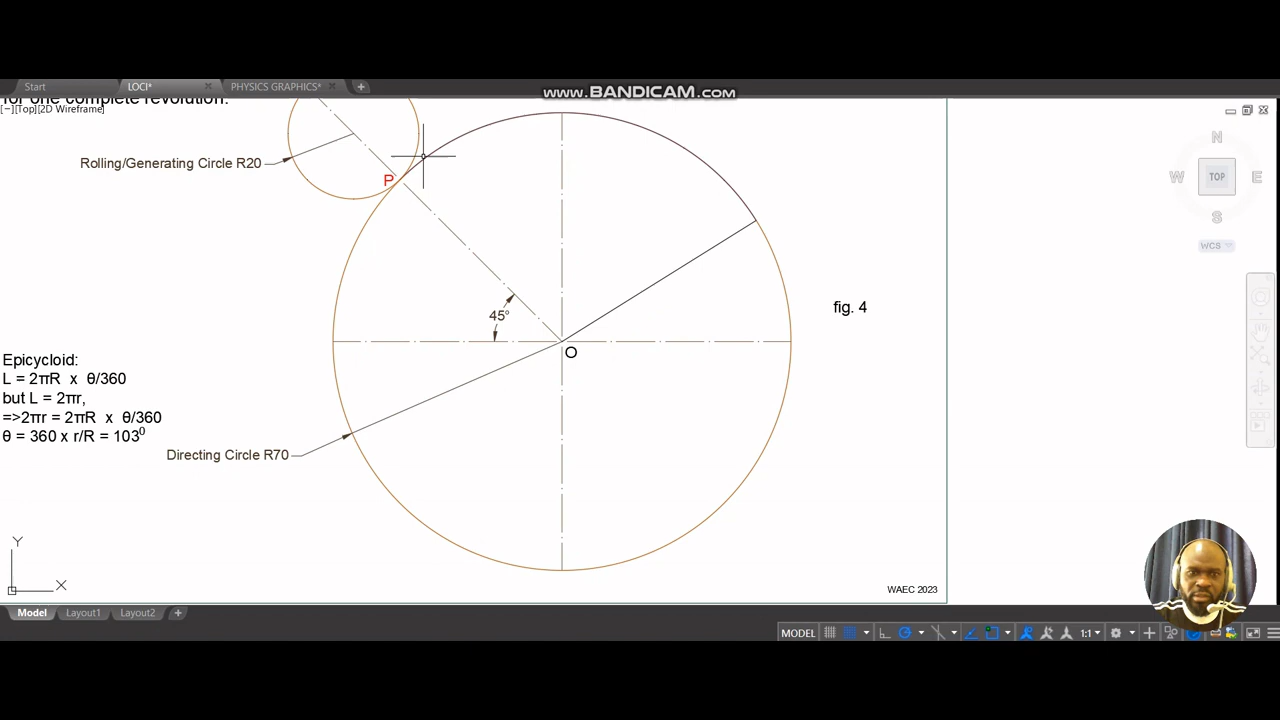 Start LOCI* PHYSICS GRAPHICS*
www.BANDICAM.com
for one complete revolution.
[−][Top][2D Wireframe]
N
W TOP E
S
WCS
Rolling/Generating Circle R20
P
45°
O
fig. 4
Epicycloid:
L = 2πR x θ/360
but L = 2πr,
=>2πr = 2πR x θ/360
θ = 360 x r/R = 103⁰
Directing Circle R70
Y
X
WAEC 2023
Model Layout1 Layout2
MODEL 1:1